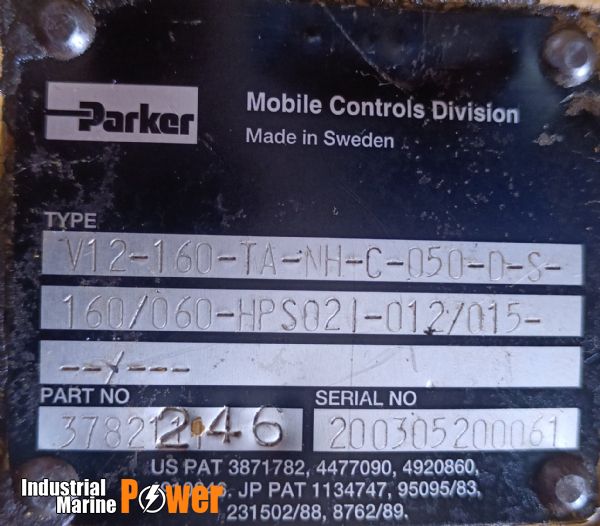 Parker
Mobile Controls Division
Made in Sweden
TYPE
V12-160-TA-NH-C-050-D-S-
160/060-HPS021-012/015-
--/---
PART NO SERIAL NO
246 200305200061
US PAT 3871782, 4477090, 4920860,
JP PAT 1134747, 95095/83,
231502/88, 8762/89.
Industrial
Marine
Power